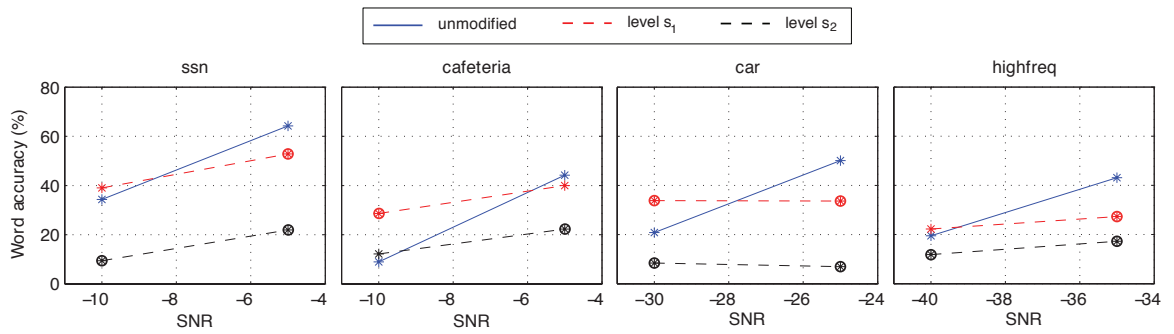 unmodified level s1 level s2
ssn cafeteria car highfreq
Word accuracy (%)
80
60
40
20
0
−10 −8 −6 −4 −10 −8 −6 −4 −30 −28 −26 −24 −40 −38 −36 −34
SNR SNR SNR SNR